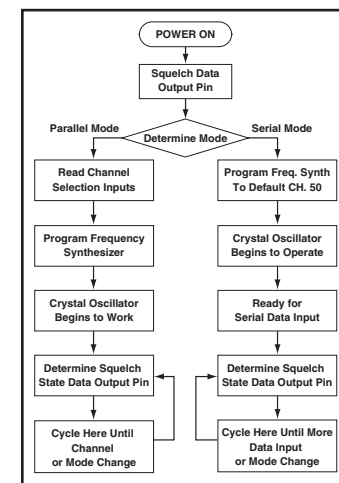 POWER ON
Squelch Data
Output Pin
Parallel Mode
Determine Mode
Serial Mode
Read Channel
Selection Inputs
Program Frequency
Synthesizer
Crystal Oscillator
Begins to Work
Determine Squelch
State Data Output Pin
Cycle Here Until
Channel
or Mode Change
Program Freq. Synth
To Default CH. 50
Crystal Oscillator
Begins to Operate
Ready for
Serial Data Input
Determine Squelch
State Data Output Pin
Cycle Here Until More
Data Input
or Mode Change